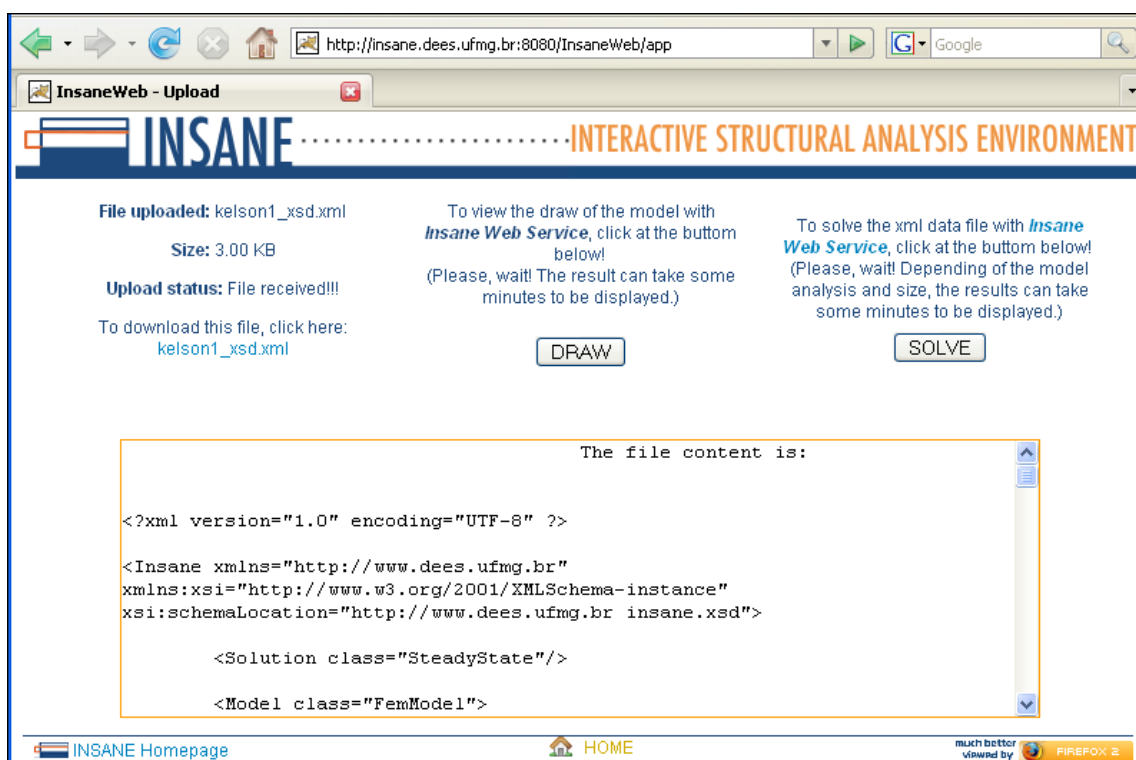 http://insane.dees.ufmg.br:8080/InsaneWeb/app
G
Google
InsaneWeb - Upload
INSANE
INTERACTIVE STRUCTURAL ANALYSIS ENVIRONMENT
File uploaded: kelson1_xsd.xml
Size: 3.00 KB
Upload status: File received!!!
To download this file, click here:
kelson1_xsd.xml
To view the draw of the model with
Insane Web Service, click at the buttom
below!
(Please, wait! The result can take some
minutes to be displayed.)
DRAW
To solve the xml data file with Insane
Web Service, click at the buttom below!
(Please, wait! Depending of the model
analysis and size, the results can take
some minutes to be displayed.)
SOLVE
The file content is:
<?xml version="1.0" encoding="UTF-8" ?>
<Insane xmlns="http://www.dees.ufmg.br"
xmlns:xsi="http://www.w3.org/2001/XMLSchema-instance"
xsi:schemaLocation="http://www.dees.ufmg.br insane.xsd">
<Solution class="SteadyState"/>
<Model class="FemModel">
INSANE Homepage
HOME
much better
viewed by
FIREFOX 2